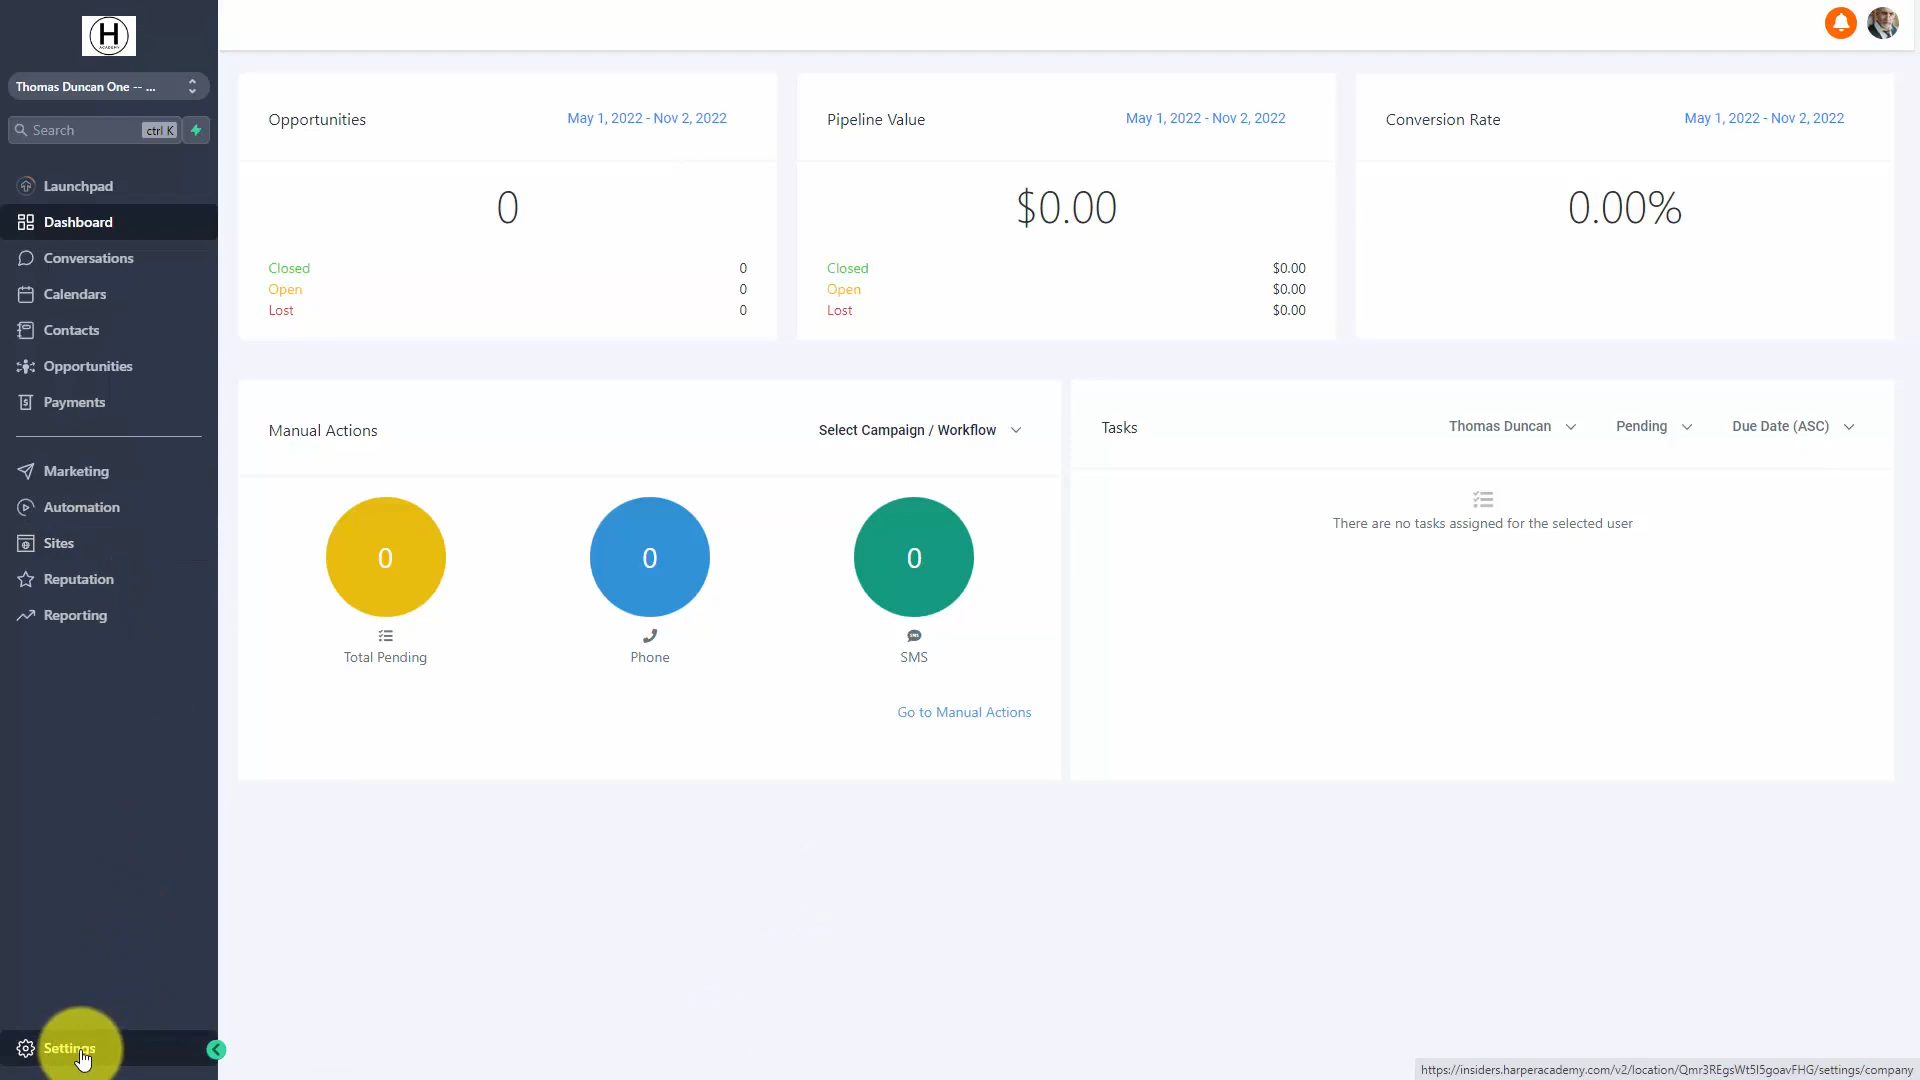 H
ACADEMY
Thomas Duncan One -- ...
Search
ctrl K
Launchpad
Dashboard
Conversations
Calendars
Contacts
Opportunities
Payments
Marketing
Automation
Sites
Reputation
Reporting
Settings
Opportunities
May 1, 2022 - Nov 2, 2022
0
Closed 0
Open 0
Lost 0
Pipeline Value
May 1, 2022 - Nov 2, 2022
$0.00
Closed $0.00
Open $0.00
Lost $0.00
Conversion Rate
May 1, 2022 - Nov 2, 2022
0.00%
Manual Actions
Select Campaign / Workflow
0
Total Pending
0
Phone
0
SMS
SMS
Go to Manual Actions
Tasks
Thomas Duncan
Pending
Due Date (ASC)
There are no tasks assigned for the selected user
https://insiders.harperacademy.com/v2/location/Qmr3REgsWt5I5goavFHG/settings/company